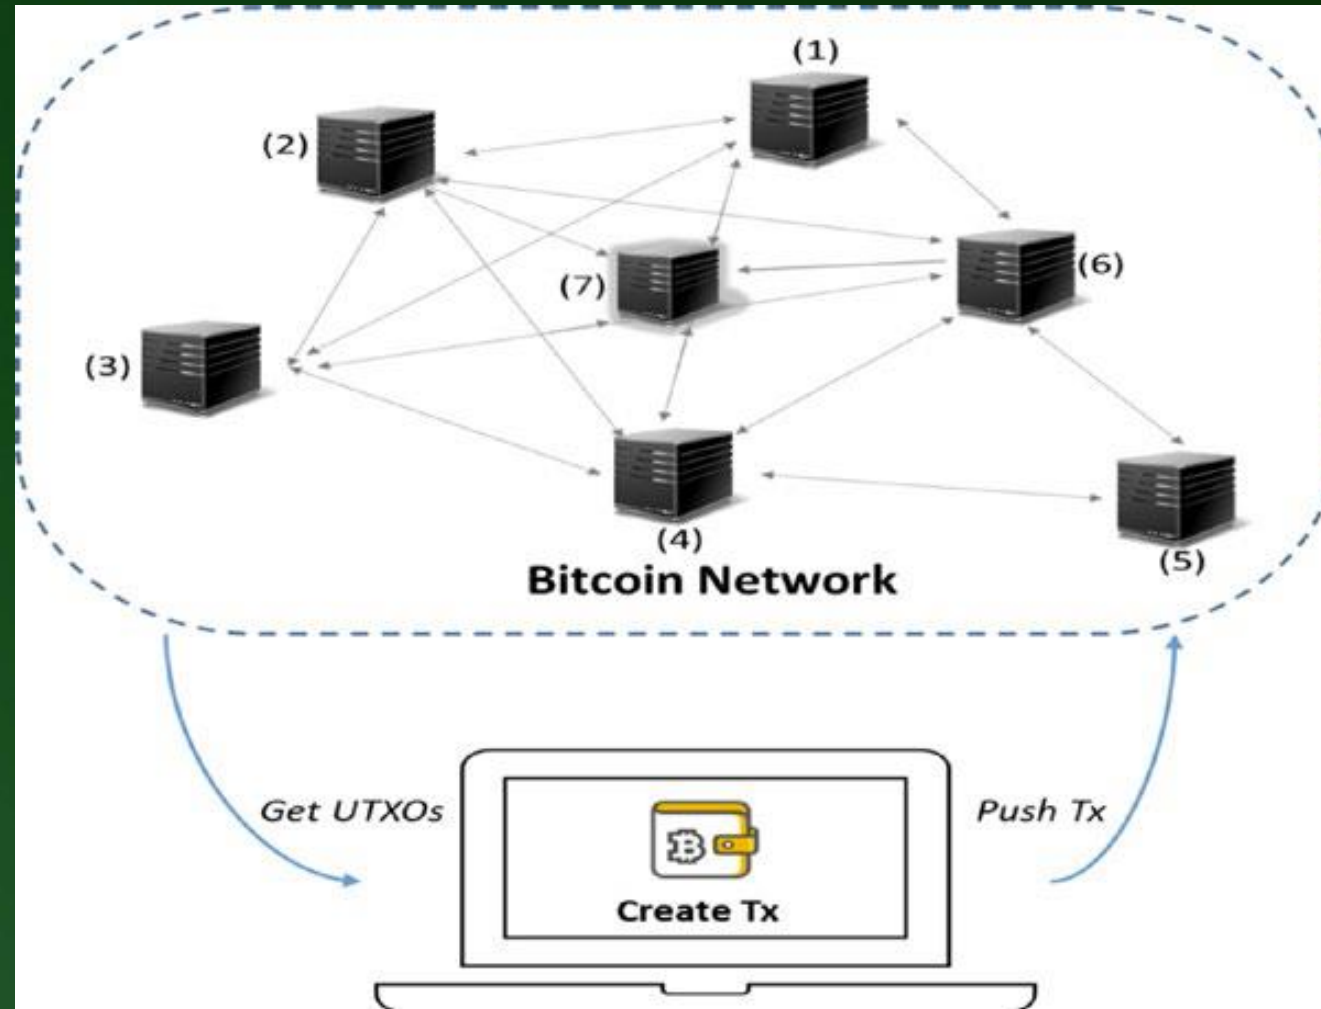 (1)
(2)
(7)
(6)
(3)
(4)
(5)
Bitcoin Network
Get UTXOs
Push Tx
Create Tx